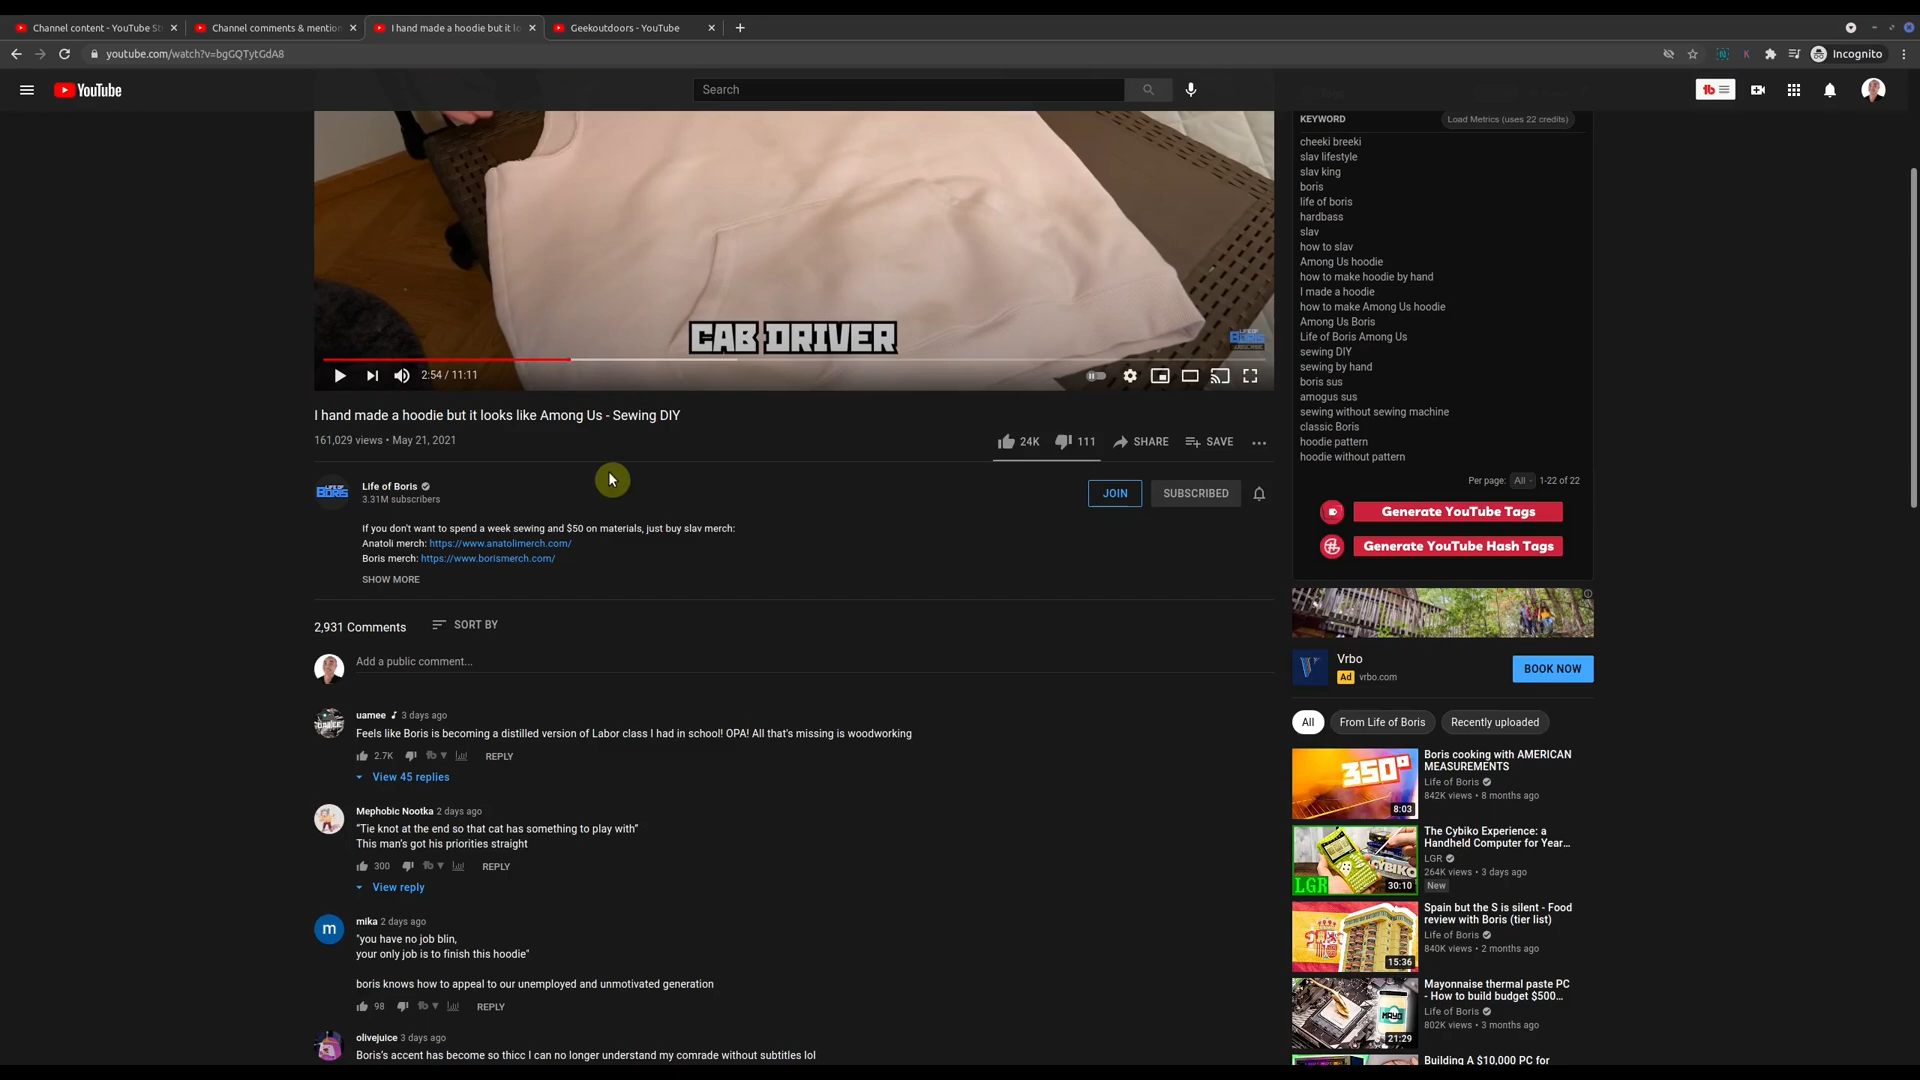 Channel content - YouTube St
Channel comments & mention
I hand made a hoodie but it lo
Geekoutdoors - YouTube
youtube.com/watch?v=bgGQTytGdA8
Incognito
YouTube
Search
KEYWORD
Load Metrics (uses 22 credits)
cheeki breeki
slav lifestyle
slav king
boris
life of boris
hardbass
slav
how to slav
Among Us hoodie
how to make hoodie by hand
I made a hoodie
how to make Among Us hoodie
Among Us Boris
Life of Boris Among Us
sewing DIY
sewing by hand
boris sus
amogus sus
sewing without sewing machine
classic Boris
hoodie pattern
hoodie without pattern
Per page: All 1-22 of 22
Generate YouTube Tags
Generate YouTube Hash Tags
CAB DRIVER
LIFE OF
BORIS
2:54 / 11:11
I hand made a hoodie but it looks like Among Us - Sewing DIY
161,029 views • May 21, 2021
24K 111 SHARE SAVE
LIFE OF
BORIS
Life of Boris
3.31M subscribers
JOIN SUBSCRIBED
If you don't want to spend a week sewing and $50 on materials, just buy slav merch:
Anatoli merch: https://www.anatolimerch.com/
Boris merch: https://www.borismerch.com/
SHOW MORE
2,931 Comments SORT BY
Add a public comment...
uamee 3 days ago
Feels like Boris is becoming a distilled version of Labor class I had in school! OPA! All that's missing is woodworking
2.7K REPLY
View 45 replies
Mephobic Nootka 2 days ago
“Tie knot at the end so that cat has something to play with”
This man's got his priorities straight
300 REPLY
View reply
m
mika 2 days ago
"you have no job blin,
your only job is to finish this hoodie"
boris knows how to appeal to our unemployed and unmotivated generation
98 REPLY
olivejuice 3 days ago
Boris's accent has become so thicc I can no longer understand my comrade without subtitles lol
Vrbo
Ad vrbo.com
BOOK NOW
All
From Life of Boris
Recently uploaded
350º
8:03
Boris cooking with AMERICAN
MEASUREMENTS
Life of Boris
842K views • 8 months ago
LGR
CYBIKO
30:10
The Cybiko Experience: a
Handheld Computer for Year...
LGR
264K views • 3 days ago
New
15:36
Spain but the S is silent - Food
review with Boris (tier list)
Life of Boris
840K views • 2 months ago
MAYO
21:29
Mayonnaise thermal paste PC
- How to build budget $500...
Life of Boris
802K views • 3 months ago
Building A $10,000 PC for